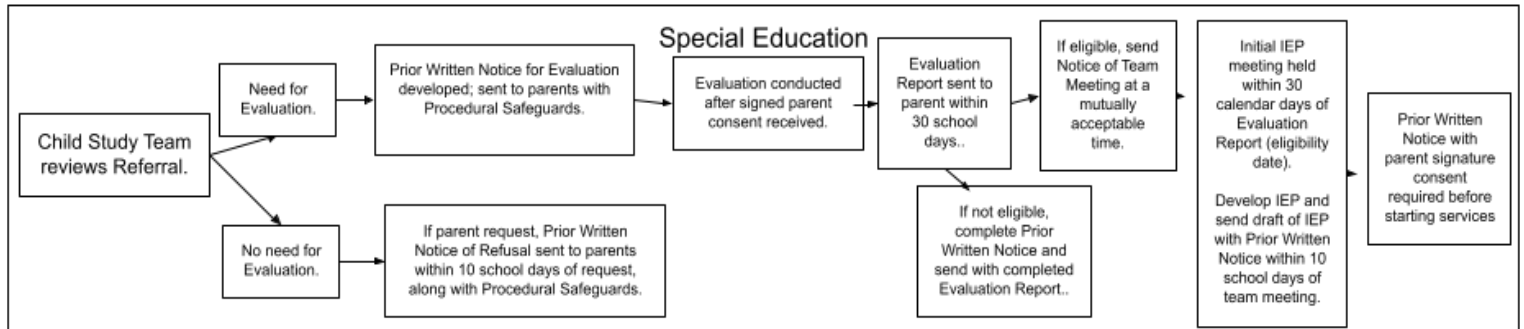 Special Education
Child Study Team
reviews Referral.
Need for
Evaluation.
Prior Written Notice for Evaluation
developed; sent to parents with
Procedural Safeguards.
Evaluation conducted
after signed parent
consent received.
Evaluation
Report sent to
parent within
30 school
days..
If eligible, send
Notice of Team
Meeting at a
mutually
acceptable
time.
Initial IEP
meeting held
within 30
calendar days of
Evaluation
Report (eligibility
date).
Develop IEP and
send draft of IEP
with Prior Written
Notice within 10
school days of
team meeting.
Prior Written
Notice with
parent signature
consent
required before
starting services
No need for
Evaluation.
If parent request, Prior Written
Notice of Refusal sent to parents
within 10 school days of request,
along with Procedural Safeguards.
If not eligible,
complete Prior
Written Notice and
send with completed
Evaluation Report..